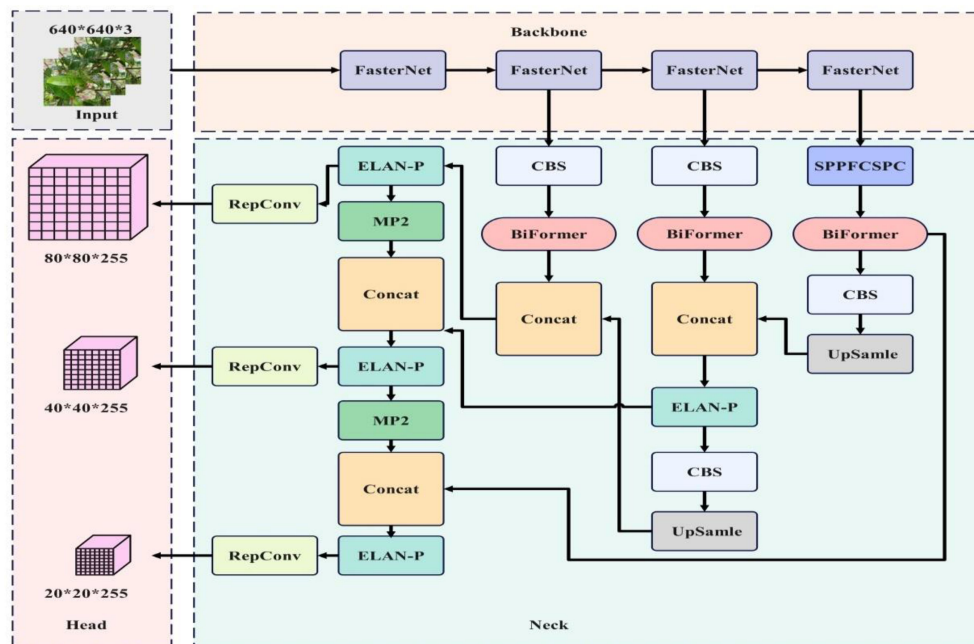 640*640*3
Input
Backbone
FasterNet
FasterNet
FasterNet
FasterNet
ELAN-P
CBS
CBS
SPPFCSPC
RepConv
MP2
BiFormer
BiFormer
BiFormer
80*80*255
Concat
Concat
Concat
CBS
UpSamle
RepConv
ELAN-P
40*40*255
MP2
ELAN-P
CBS
Concat
UpSamle
RepConv
ELAN-P
20*20*255
Head
Neck